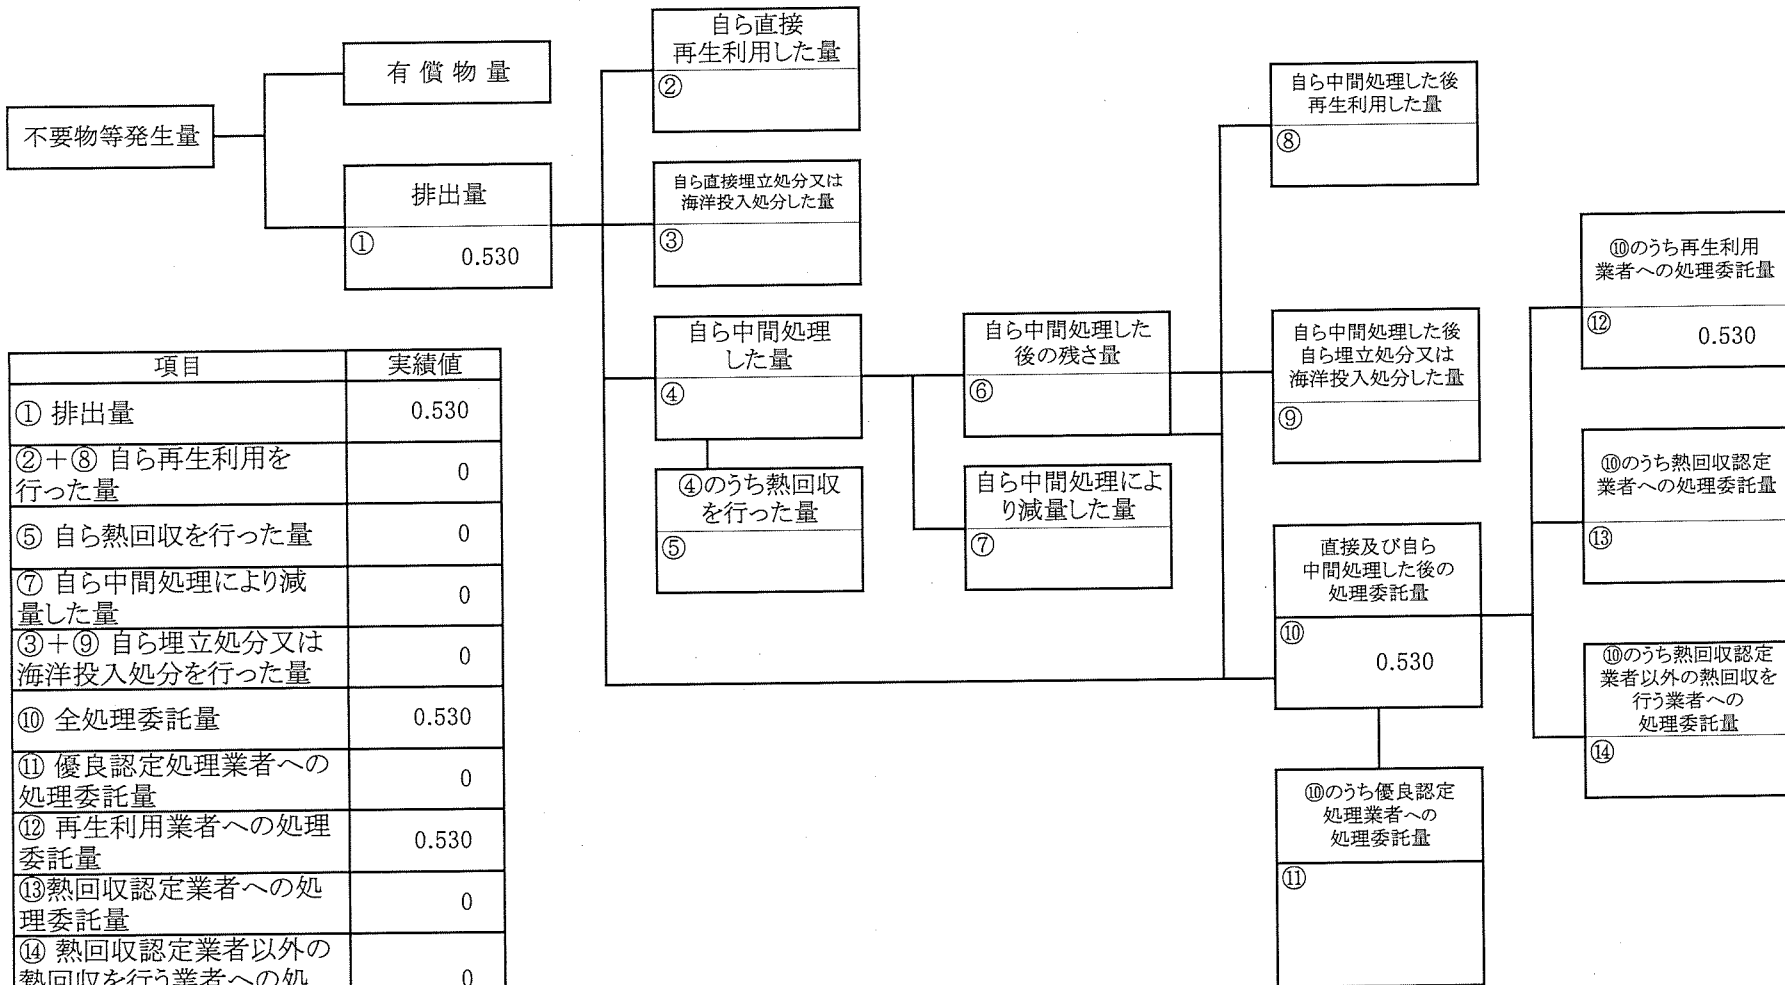 不要物等発生量
有 償 物 量
排出量
①
0.530
自ら直接
再生利用した量
②
自ら直接埋立処分又は
海洋投入処分した量
③
自ら中間処理
した量
④
④のうち熱回収
を行った量
⑤
自ら中間処理した
後の残さ量
⑥
自ら中間処理によ
り減量した量
⑦
自ら中間処理した後
再生利用した量
⑧
自ら中間処理した後
自ら埋立処分又は
海洋投入処分した量
⑨
直接及び自ら
中間処理した後の
処理委託量
⑩
0.530
⑩のうち優良認定
処理業者への
処理委託量
⑪
⑩のうち再生利用
業者への処理委託量
⑫
0.530
⑩のうち熱回収認定
業者への処理委託量
⑬
⑩のうち熱回収認定
業者以外の熱回収を
行う業者への
処理委託量
⑭
項目 実績値
① 排出量 0.530
②＋⑧ 自ら再生利用を
行った量 0
⑤ 自ら熱回収を行った量 0
⑦ 自ら中間処理により減
量した量 0
③＋⑨ 自ら埋立処分又は
海洋投入処分を行った量 0
⑩ 全処理委託量 0.530
⑪ 優良認定処理業者への
処理委託量 0
⑫ 再生利用業者への処理
委託量 0.530
⑬熱回収認定業者への処
理委託量 0
⑭ 熱回収認定業者以外の
熱回収を行う業者への処 0